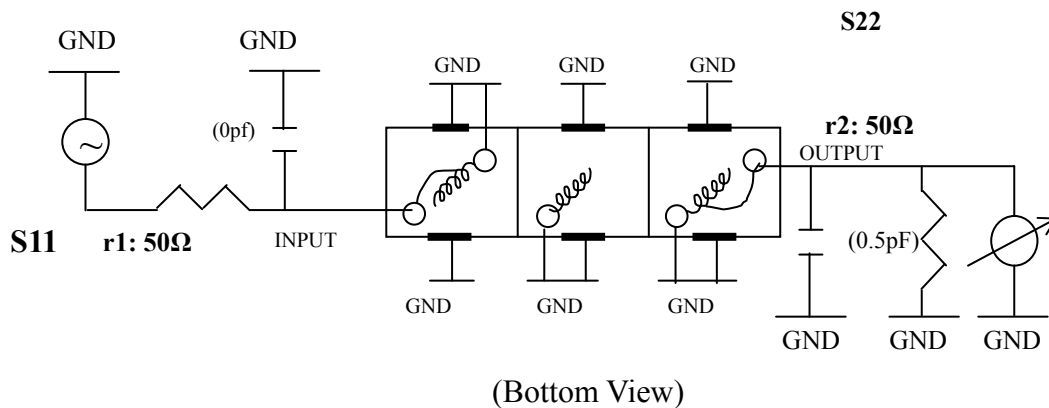 S22
GND
GND
GND
GND
GND
(0pf)
r2: 50Ω
OUTPUT
S11
r1: 50Ω
INPUT
(0.5pF)
GND
GND
GND
GND
GND
GND
(Bottom View)